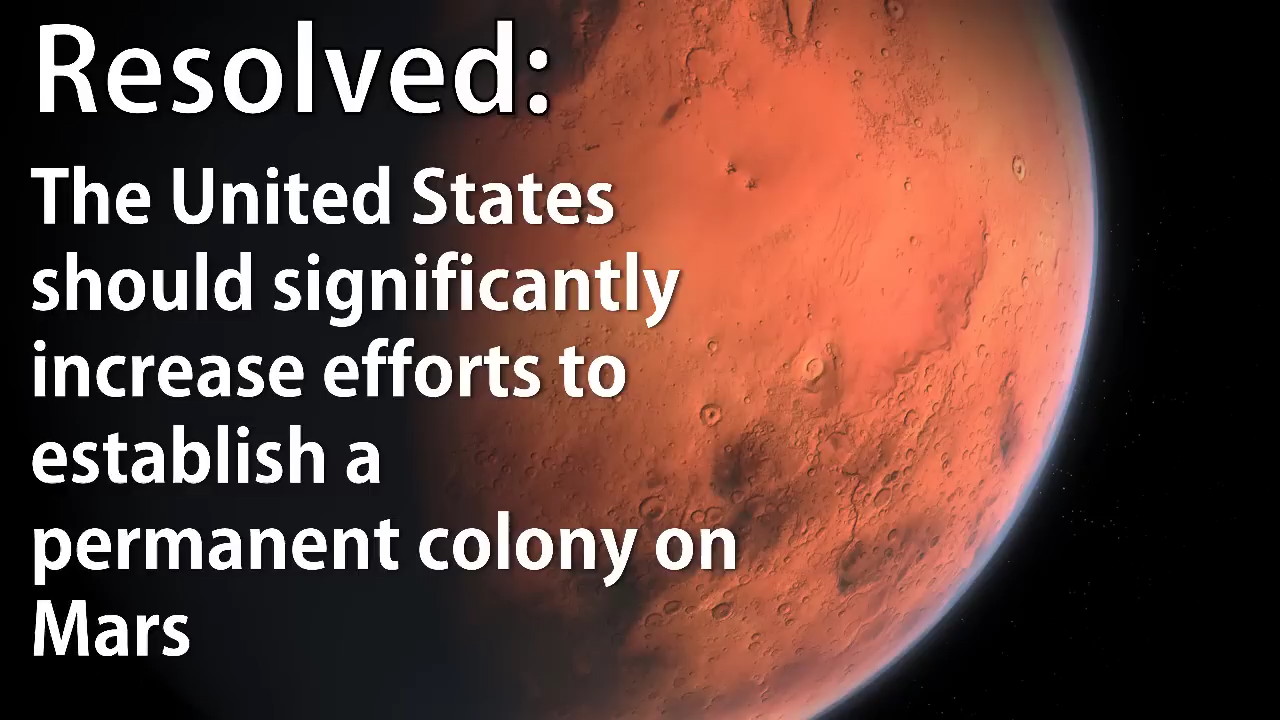 Resolved:
The United States
should significantly
increase efforts to
establish a
permanent colony on
Mars